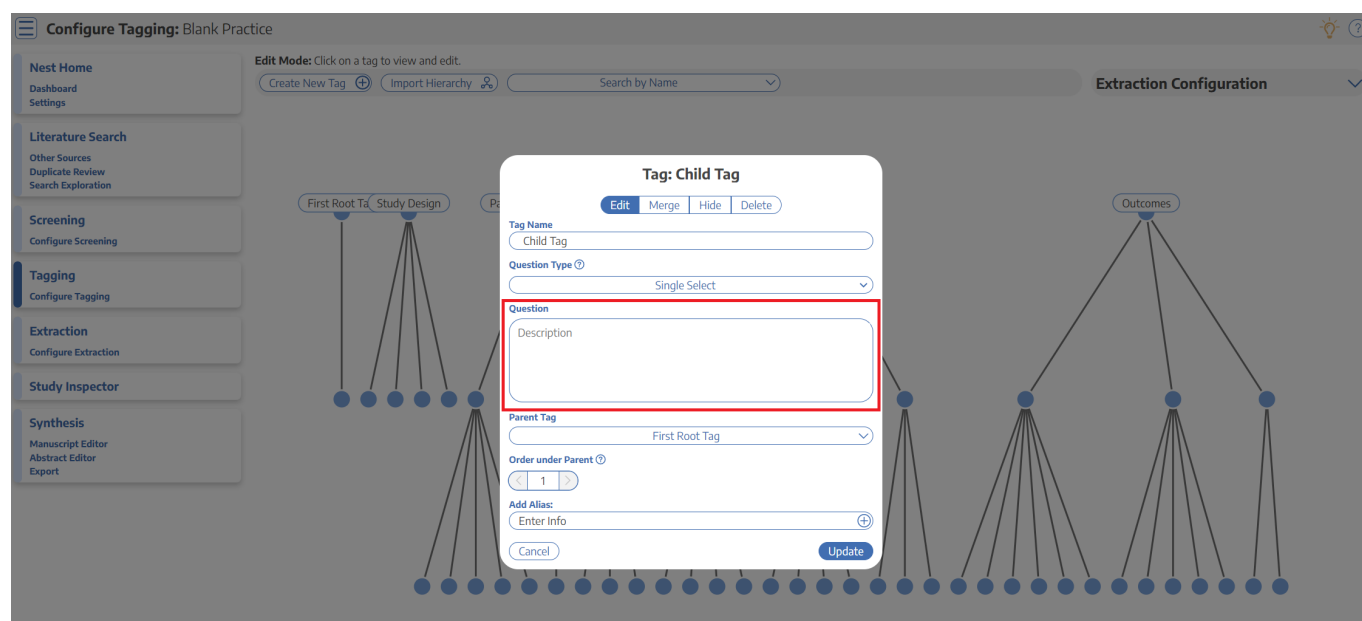 Configure Tagging: Blank Practice
?
Nest Home
Dashboard
Settings
Literature Search
Other Sources
Duplicate Review
Search Exploration
Screening
Configure Screening
Tagging
Configure Tagging
Extraction
Configure Extraction
Study Inspector
Synthesis
Manuscript Editor
Abstract Editor
Export
Edit Mode: Click on a tag to view and edit.
Create New Tag Import Hierarchy Search by Name
Extraction Configuration
First Root Ta Study Design Pa
Outcomes
Tag: Child Tag
Edit Merge Hide Delete
Tag Name
Child Tag
Question Type ?
Single Select
Question
Description
Parent Tag
First Root Tag
Order under Parent ?
< 1 >
Add Alias:
Enter Info
Cancel Update